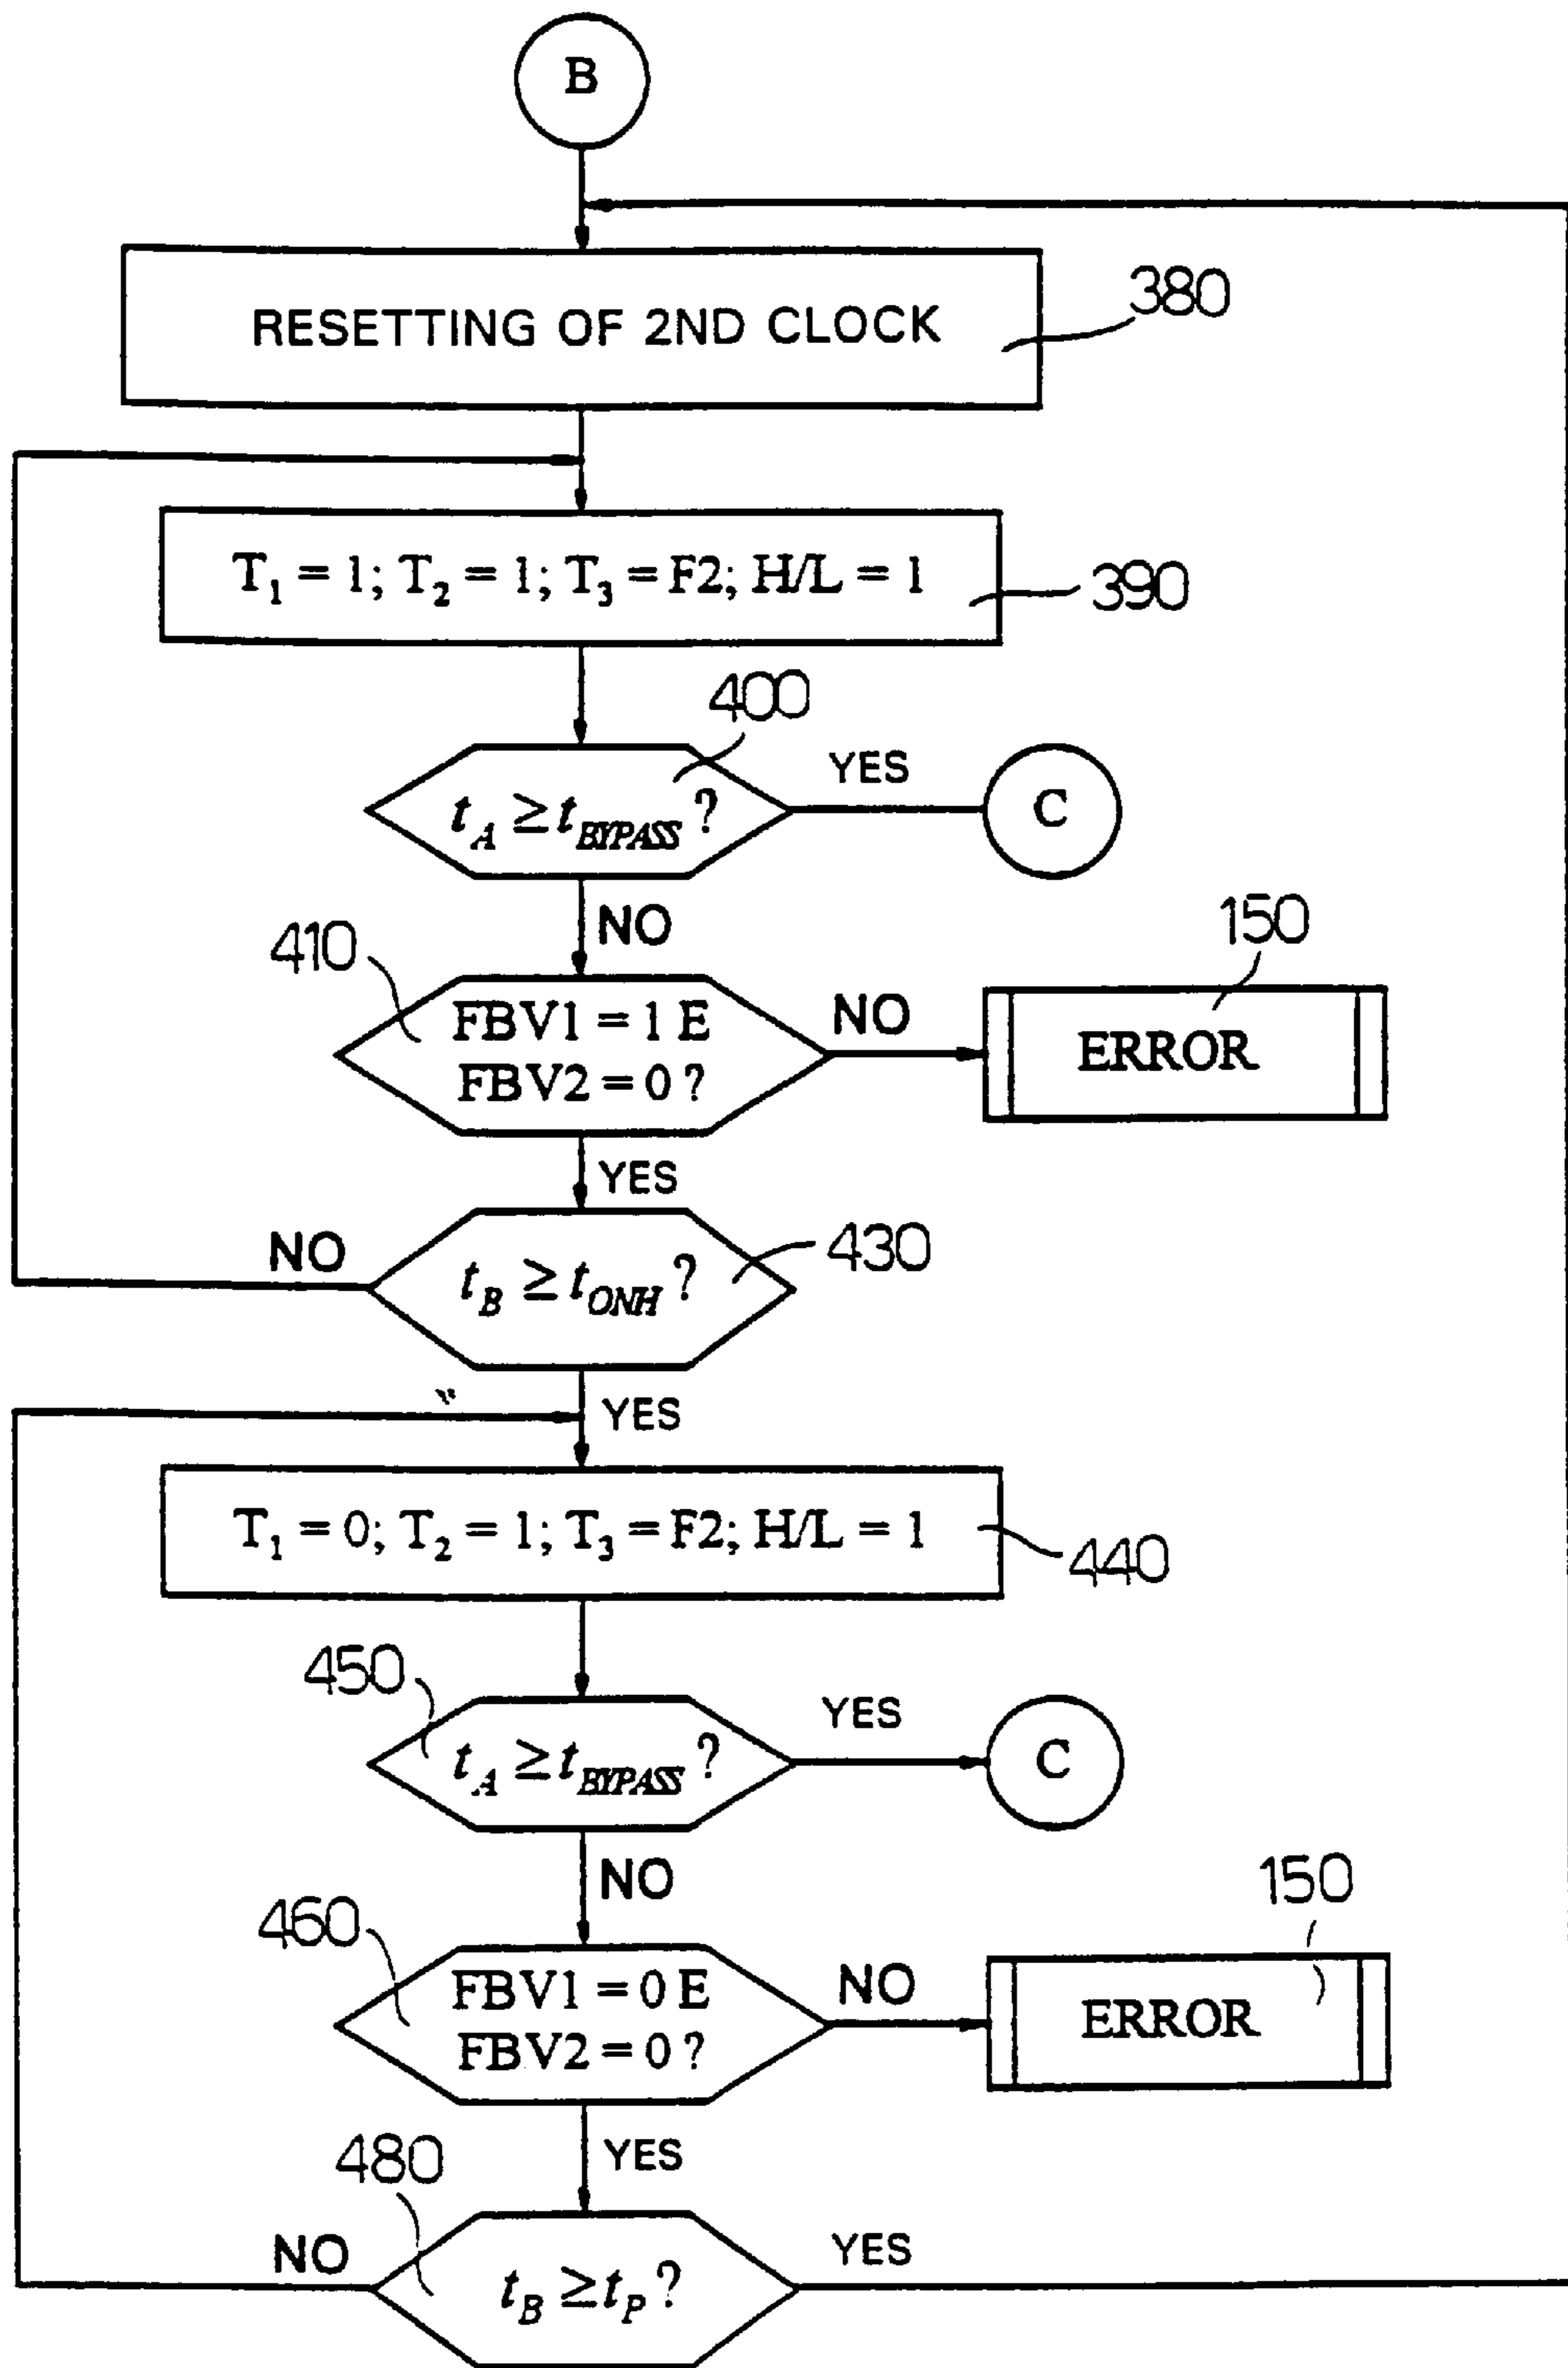 B
RESETTING OF 2ND CLOCK
380
T₁ = 1; T₂ = 1; T₃ = F2; H/L = 1
390
400
t_A ≥ t_BYPASS ?
YES
C
NO
410
FBV1 = 1 E
FBV2 = 0 ?
NO
150
ERROR
YES
NO
t_B ≥ t_ONH ?
430
YES
T₁ = 0; T₂ = 1; T₃ = F2; H/L = 1
440
450
t_A ≥ t_BYPASS ?
YES
C
NO
460
FBV1 = 0 E
FBV2 = 0 ?
NO
150
ERROR
YES
480
NO
t_B ≥ t_P ?
YES